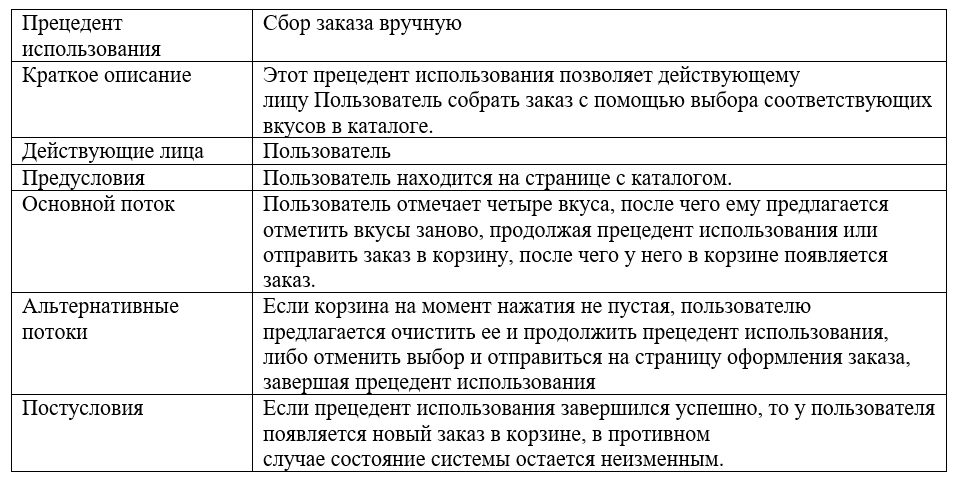 Прецедент
использования
Сбор заказа вручную
Краткое описание
Этот прецедент использования позволяет действующему
лицу Пользователь собрать заказ с помощью выбора соответствующих
вкусов в каталоге.
Действующие лица
Пользователь
Предусловия
Пользователь находится на странице с каталогом.
Основной поток
Пользователь отмечает четыре вкуса, после чего ему предлагается
отметить вкусы заново, продолжая прецедент использования или
отправить заказ в корзину, после чего у него в корзине появляется
заказ.
Альтернативные
потоки
Если корзина на момент нажатия не пустая, пользователю
предлагается очистить ее и продолжить прецедент использования,
либо отменить выбор и отправиться на страницу оформления заказа,
завершая прецедент использования
Постусловия
Если прецедент использования завершился успешно, то у пользователя
появляется новый заказ в корзине, в противном
случае состояние системы остается неизменным.